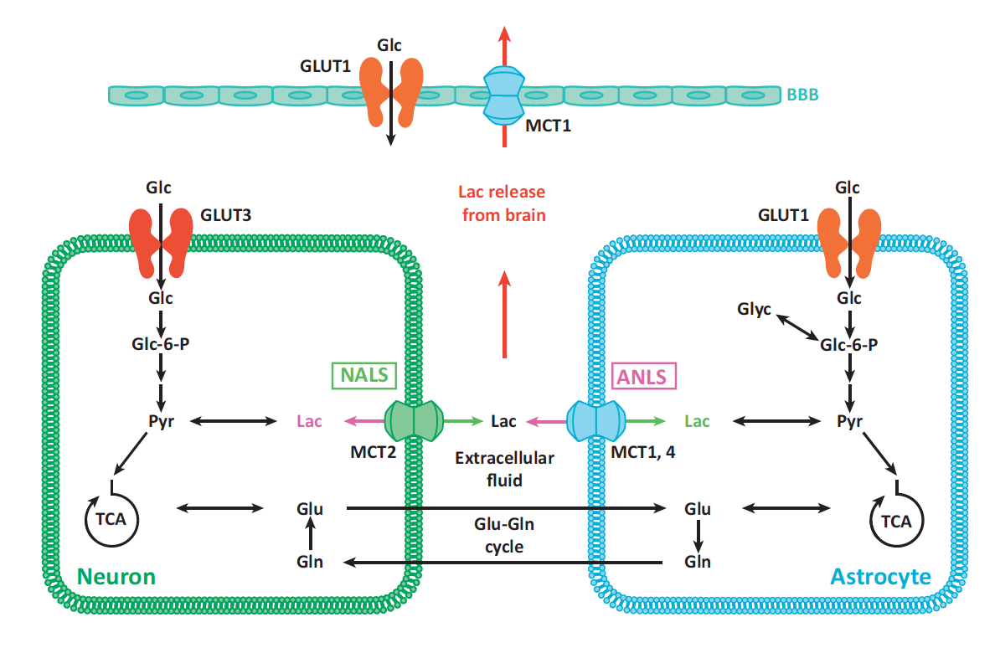 Glc
GLUT1
BBB
MCT1
Lac release
from brain
Glc
GLUT3
Glc
Glc-6-P
Pyr
NALS
Lac
MCT2
TCA
Glu
Gln
Neuron
Lac
Extracellular
fluid
Glu-Gln
cycle
Glc
GLUT1
Glc
Glyc
Glc-6-P
Pyr
ANLS
Lac
MCT1, 4
TCA
Glu
Gln
Astrocyte